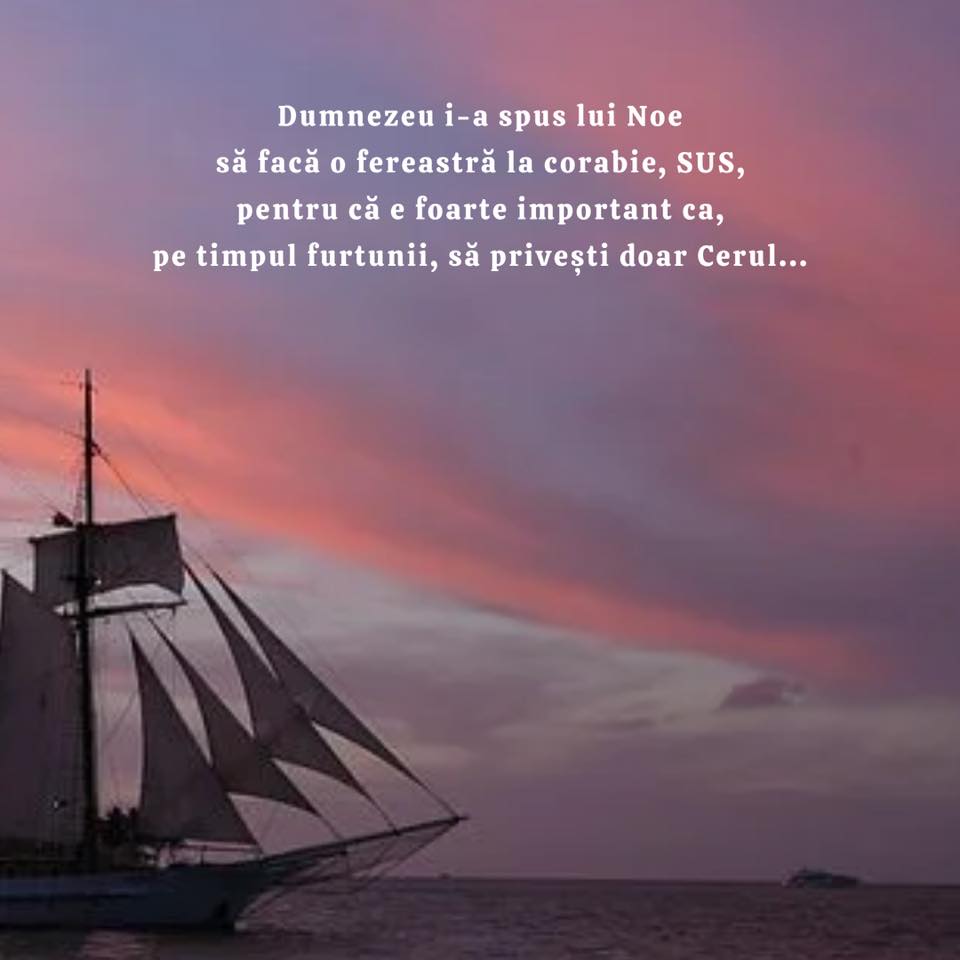 Dumnezeu i-a spus lui Noe
să facă o fereastră la corabie, SUS,
pentru că e foarte important ca,
pe timpul furtunii, să privești doar Cerul...